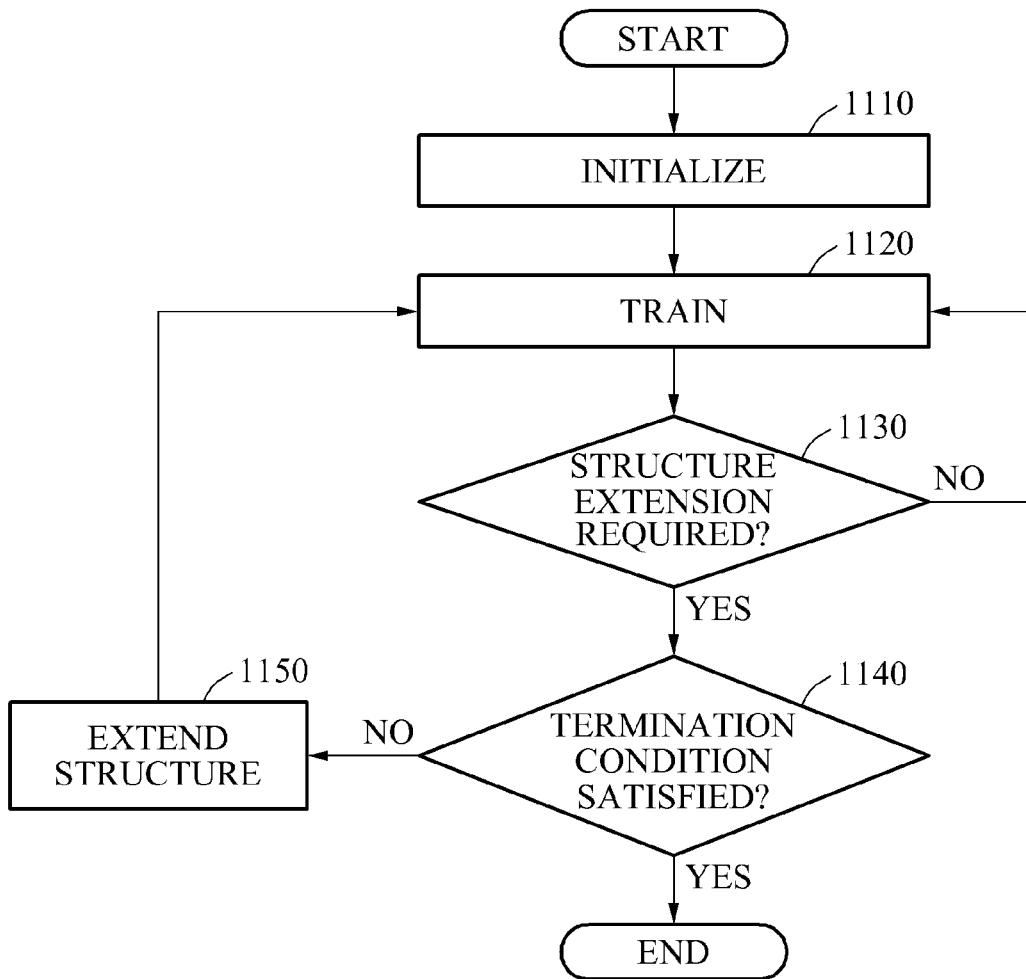 START
1110
INITIALIZE
1120
TRAIN
1130
STRUCTURE
EXTENSION
REQUIRED?
NO
YES
1140
TERMINATION
CONDITION
SATISFIED?
NO
1150
EXTEND
STRUCTURE
YES
END